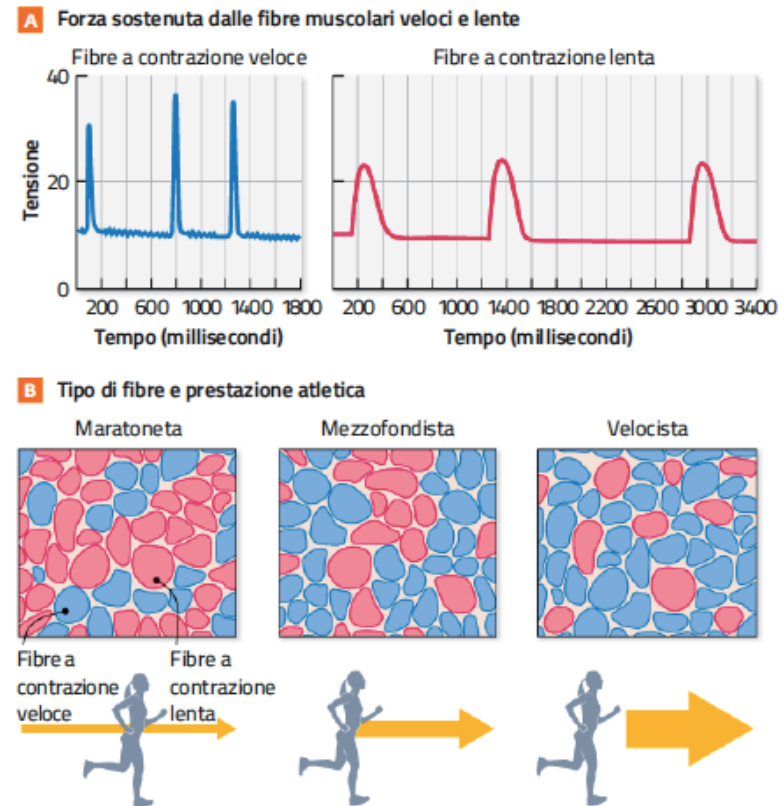 A Forza sostenuta dalle fibre muscolari veloci e lente
Fibre a contrazione veloce
Fibre a contrazione lenta
40
20
0
Tensione
200 600 1000 1400 1800
200 600 1000 1400 1800 2200 2600 3000 3400
Tempo (millisecondi)
Tempo (millisecondi)
B Tipo di fibre e prestazione atletica
Maratoneta
Mezzofondista
Velocista
Fibre a
contrazione
veloce
Fibre a
contrazione
lenta